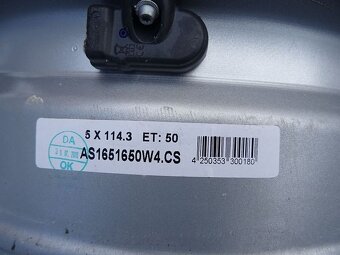 5 X 114.3 ET: 50
DA
AS1651650W4.CS
OK
4 250353 300180